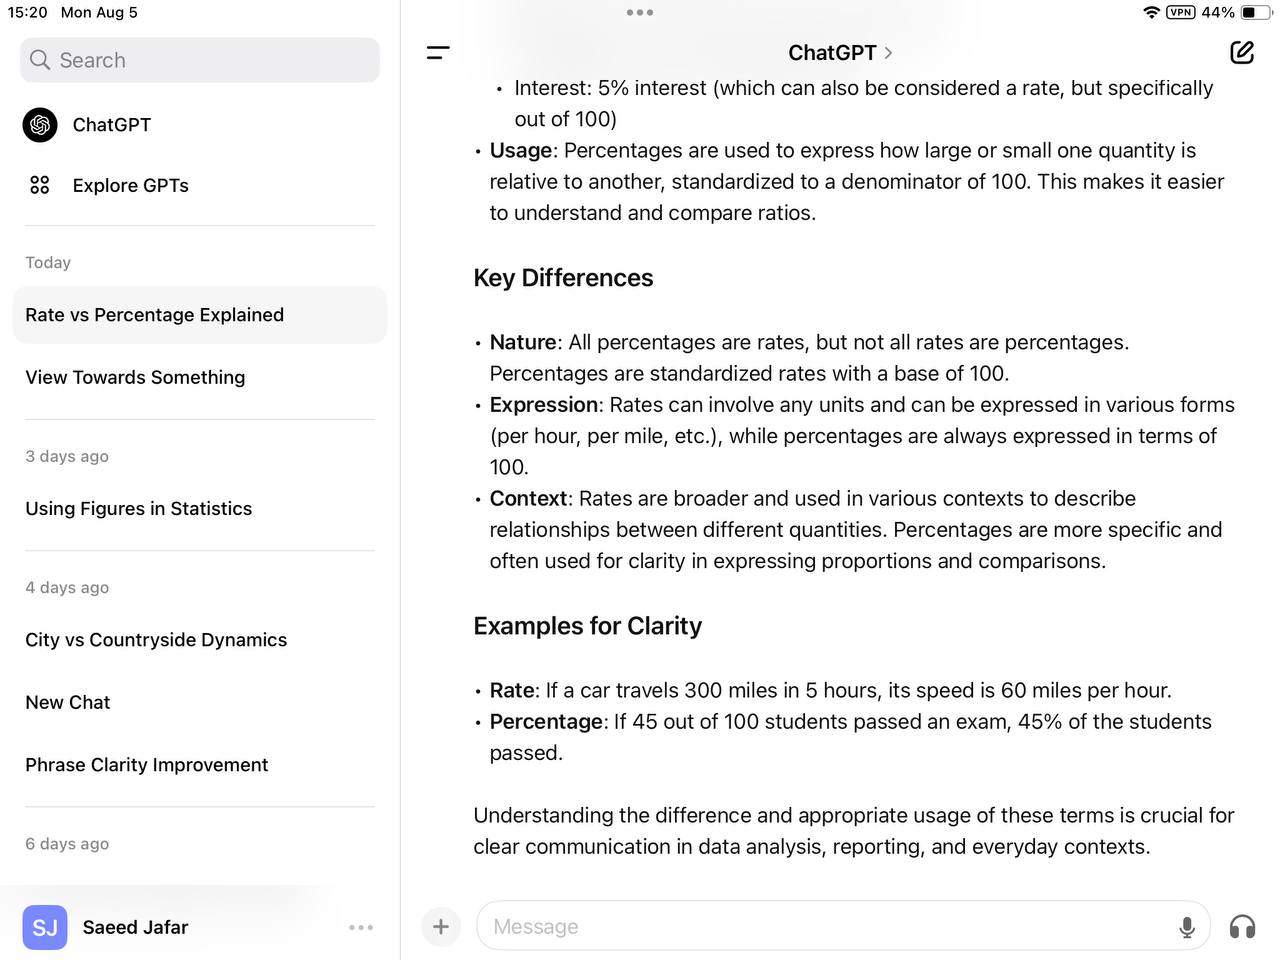 15:20 Mon Aug 5
VPN 44%
Search
ChatGPT
Explore GPTs
Today
Rate vs Percentage Explained
View Towards Something
3 days ago
Using Figures in Statistics
4 days ago
City vs Countryside Dynamics
New Chat
Phrase Clarity Improvement
6 days ago
SJ Saeed Jafar
ChatGPT
• Interest: 5% interest (which can also be considered a rate, but specifically
out of 100)
• Usage: Percentages are used to express how large or small one quantity is
relative to another, standardized to a denominator of 100. This makes it easier
to understand and compare ratios.
Key Differences
• Nature: All percentages are rates, but not all rates are percentages.
Percentages are standardized rates with a base of 100.
• Expression: Rates can involve any units and can be expressed in various forms
(per hour, per mile, etc.), while percentages are always expressed in terms of
100.
• Context: Rates are broader and used in various contexts to describe
relationships between different quantities. Percentages are more specific and
often used for clarity in expressing proportions and comparisons.
Examples for Clarity
• Rate: If a car travels 300 miles in 5 hours, its speed is 60 miles per hour.
• Percentage: If 45 out of 100 students passed an exam, 45% of the students
passed.
Understanding the difference and appropriate usage of these terms is crucial for
clear communication in data analysis, reporting, and everyday contexts.
Message